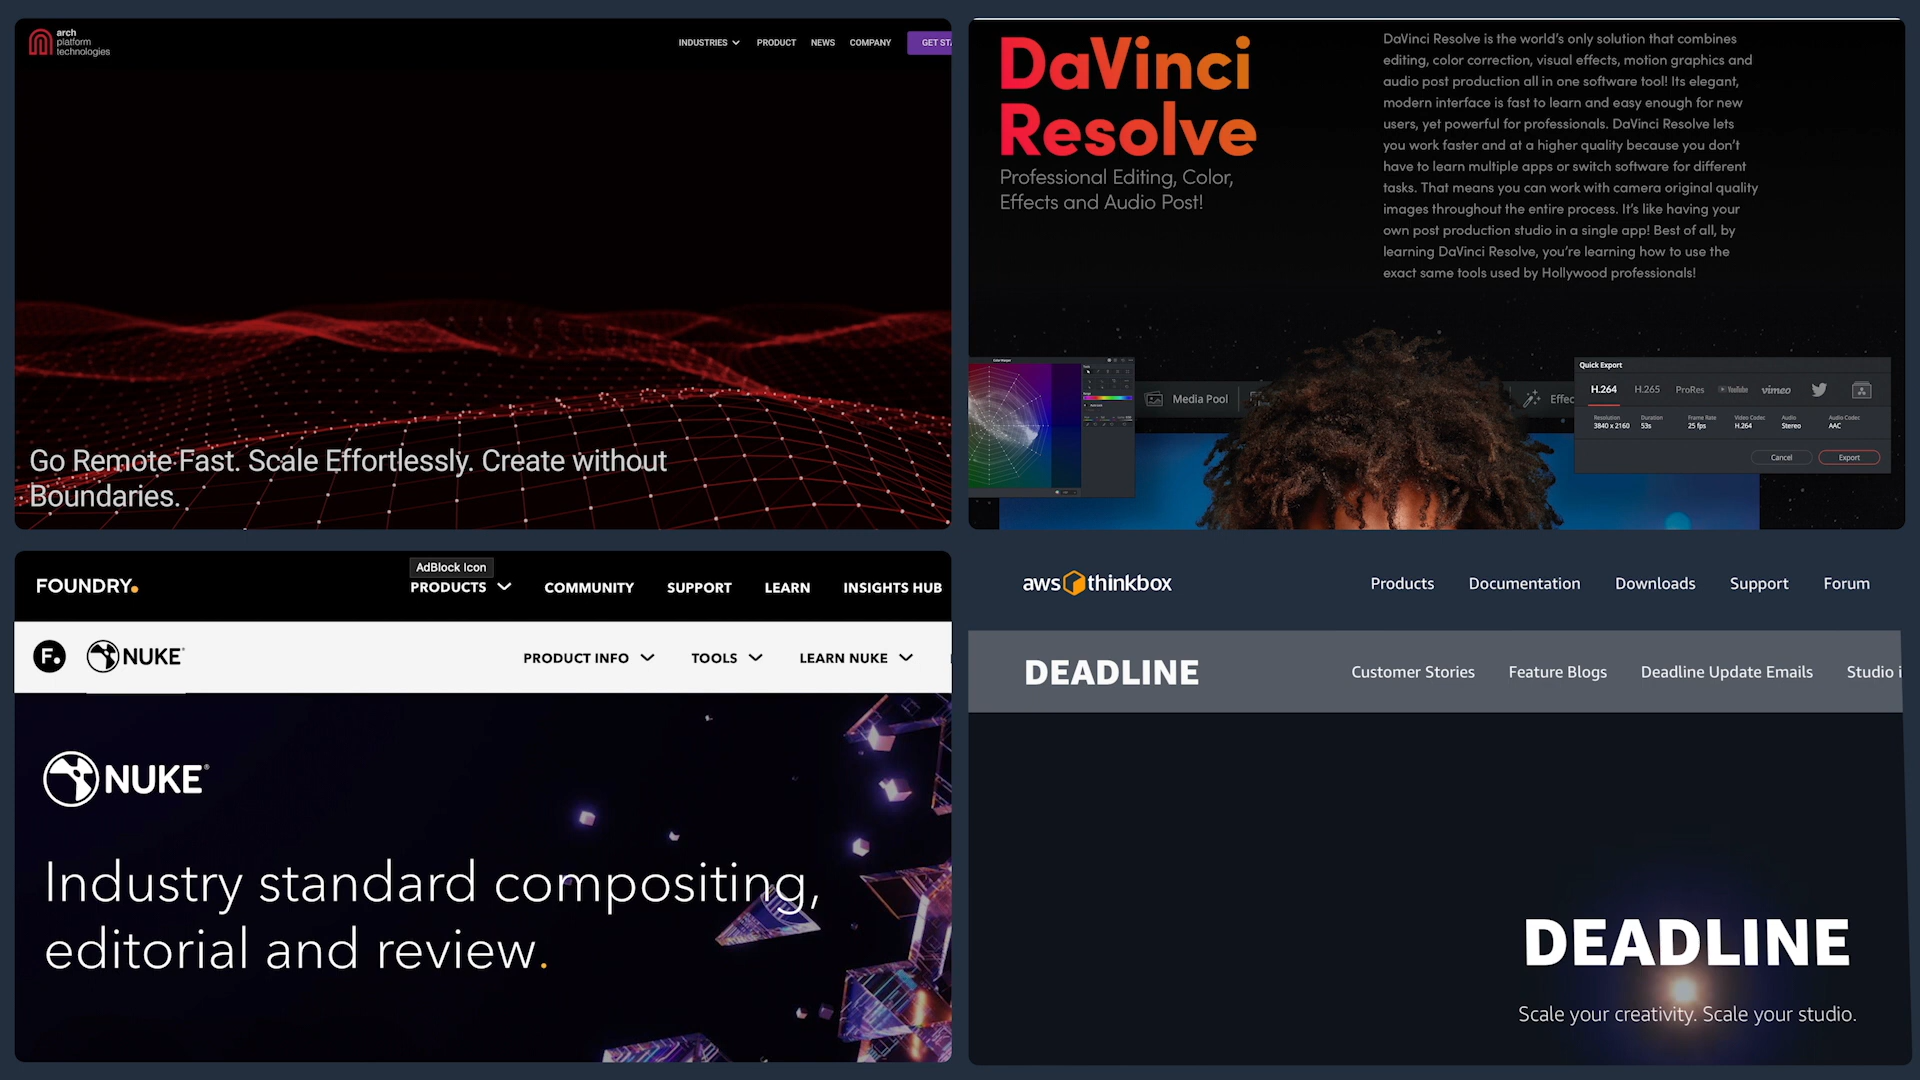 arch
platform
technologies
INDUSTRIES
PRODUCT
NEWS
COMPANY
GET STA
Go Remote Fast. Scale Effortlessly. Create without
Boundaries.
DaVinci
Resolve
Professional Editing, Color,
Effects and Audio Post!
DaVinci Resolve is the world's only solution that combines
editing, color correction, visual effects, motion graphics and
audio post production all in one software tool! Its elegant,
modern interface is fast to learn and easy enough for new
users, yet powerful for professionals. DaVinci Resolve lets
you work faster and at a higher quality because you don't
have to learn multiple apps or switch software for different
tasks. That means you can work with camera original quality
images throughout the entire process. It's like having your
own post production studio in a single app! Best of all, by
learning DaVinci Resolve, you're learning how to use the
exact same tools used by Hollywood professionals!
Media Pool
Effec
Quick Export
H.264
H.265
ProRes
YouTube
vimeo
Resolution
Duration
Frame Rate
Video Codec
Audio
Audio Codec
3840 x 2160
53s
25 fps
H.264
Stereo
AAC
Cancel
Export
FOUNDRY.
AdBlock Icon
PRODUCTS
COMMUNITY
SUPPORT
LEARN
INSIGHTS HUB
F.
NUKE
PRODUCT INFO
TOOLS
LEARN NUKE
NUKE®
Industry standard compositing,
editorial and review.
aws thinkbox
Products
Documentation
Downloads
Support
Forum
DEADLINE
Customer Stories
Feature Blogs
Deadline Update Emails
Studio i
DEADLINE
Scale your creativity. Scale your studio.